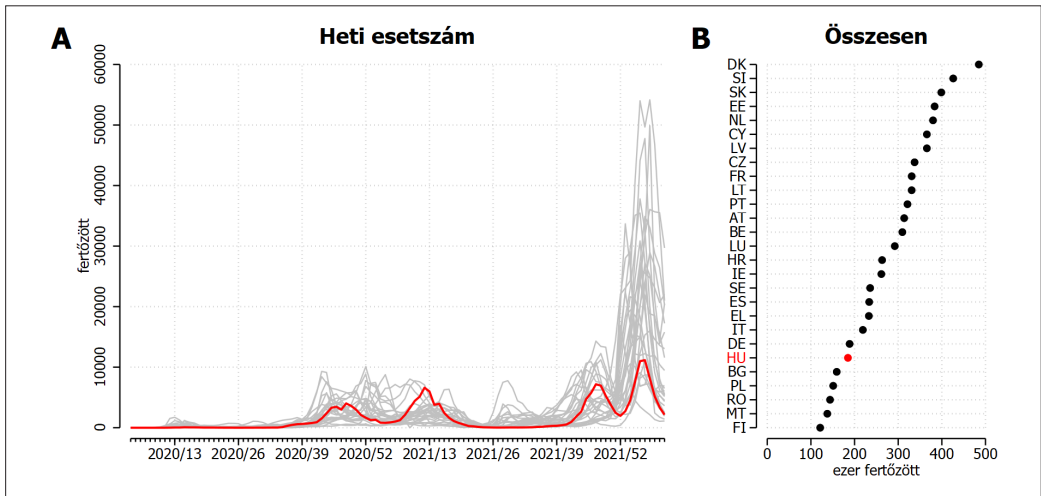 A
Heti esetszám
fertőzött
60000
50000
40000
30000
20000
10000
0
2020/13 2020/26 2020/39 2020/52 2021/13 2021/26 2021/39 2021/52
B
Összesen
DK
SI
SK
EE
NL
CY
LV
CZ
FR
LT
PT
AT
BE
LU
HR
IE
SE
ES
EL
IT
DE
HU
BG
PL
RO
MT
FI
0 100 200 300 400 500
ezer fertőzött